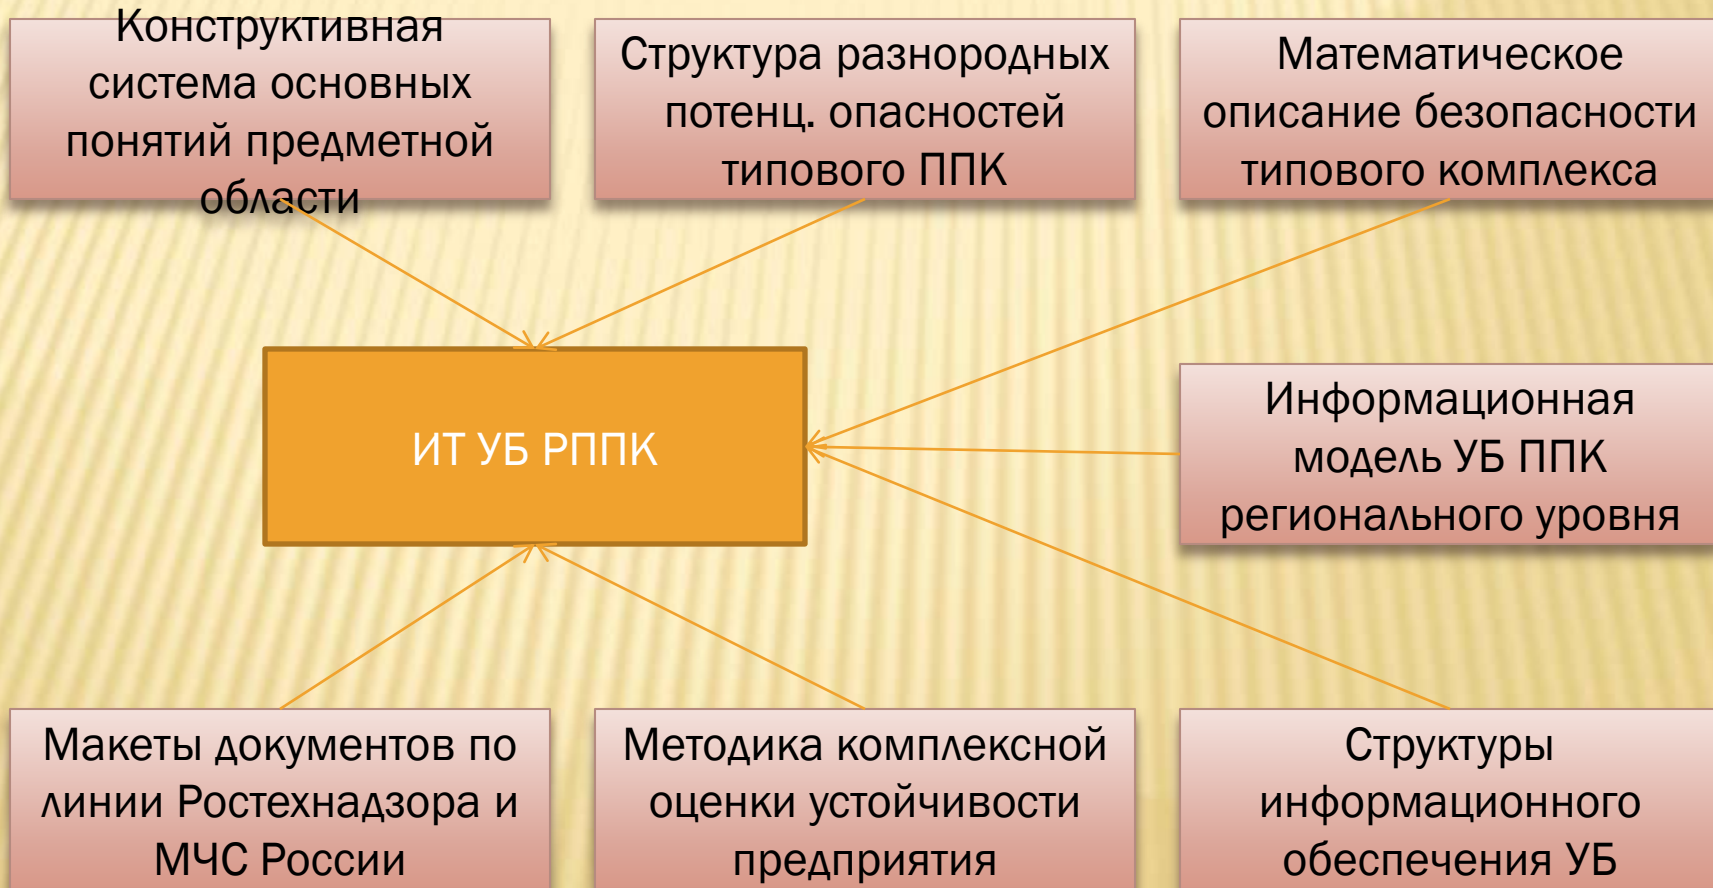 Конструктивная
система основных
понятий предметной
области
Структура разнородных
потенц. опасностей
типового ППК
Математическое
описание безопасности
типового комплекса
ИТ УБ РППК
Информационная
модель УБ ППК
регионального уровня
Макеты документов по
линии Ростехнадзора и
МЧС России
Методика комплексной
оценки устойчивости
предприятия
Структуры
информационного
обеспечения УБ